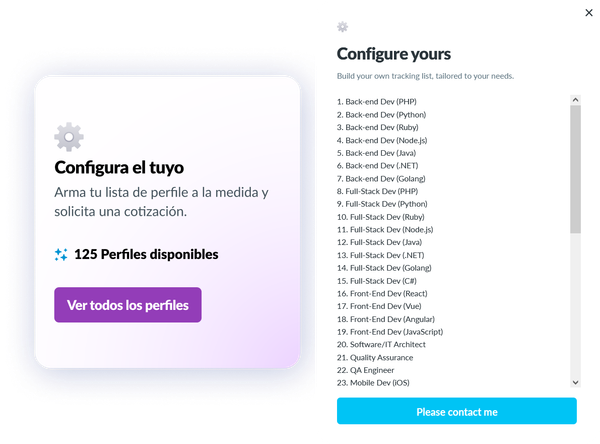 Configura el tuyo
Arma tu lista de perfile a la medida y
solicita una cotización.
125 Perfiles disponibles
Ver todos los perfiles
Configure yours
Build your own tracking list, tailored to your needs.
1. Back-end Dev (PHP)
2. Back-end Dev (Python)
3. Back-end Dev (Ruby)
4. Back-end Dev (Node.js)
5. Back-end Dev (Java)
6. Back-end Dev (.NET)
7. Back-end Dev (Golang)
8. Full-Stack Dev (PHP)
9. Full-Stack Dev (Python)
10. Full-Stack Dev (Ruby)
11. Full-Stack Dev (Node.js)
12. Full-Stack Dev (Java)
13. Full-Stack Dev (.NET)
14. Full-Stack Dev (Golang)
15. Full-Stack Dev (C#)
16. Front-End Dev (React)
17. Front-End Dev (Vue)
18. Front-End Dev (Angular)
19. Front-End Dev (JavaScript)
20. Software/IT Architect
21. Quality Assurance
22. QA Engineer
23. Mobile Dev (iOS)
Please contact me